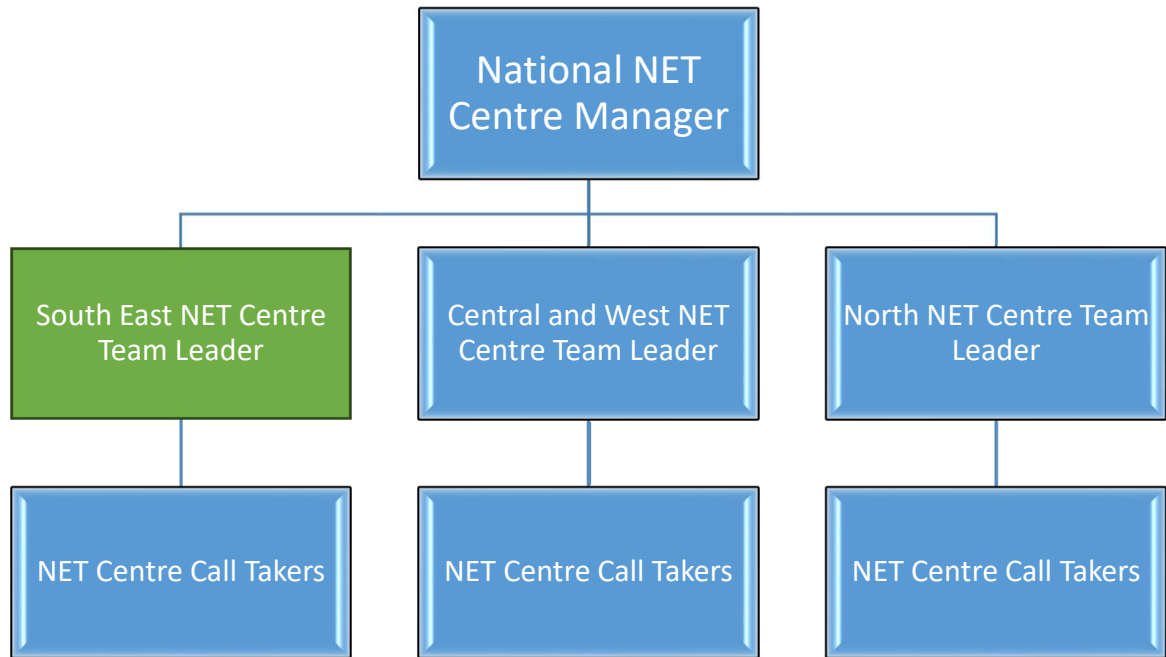 National NET
Centre Manager
South East NET Centre
Team Leader
Central and West NET
Centre Team Leader
North NET Centre Team
Leader
NET Centre Call Takers
NET Centre Call Takers
NET Centre Call Takers